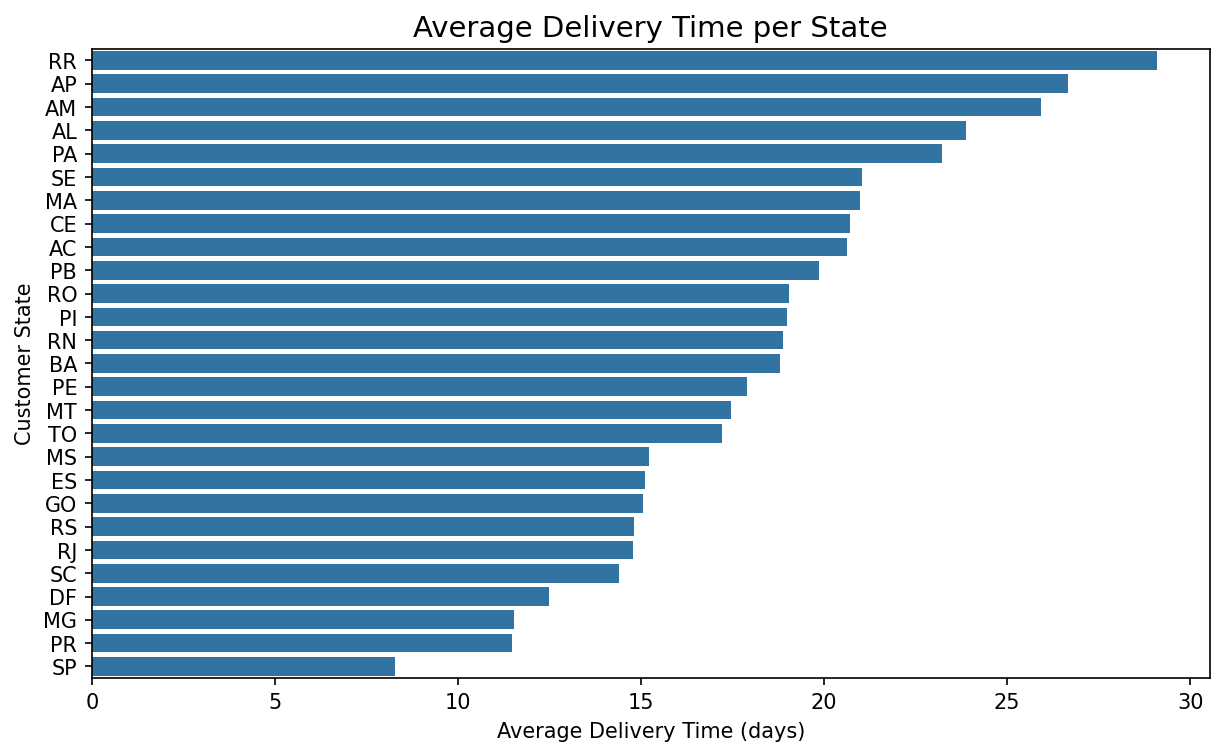 Average Delivery Time per State
Customer State
RR
AP
AM
AL
PA
SE
MA
CE
AC
PB
RO
PI
RN
BA
PE
MT
TO
MS
ES
GO
RS
RJ
SC
DF
MG
PR
SP
0 5 10 15 20 25 30
Average Delivery Time (days)